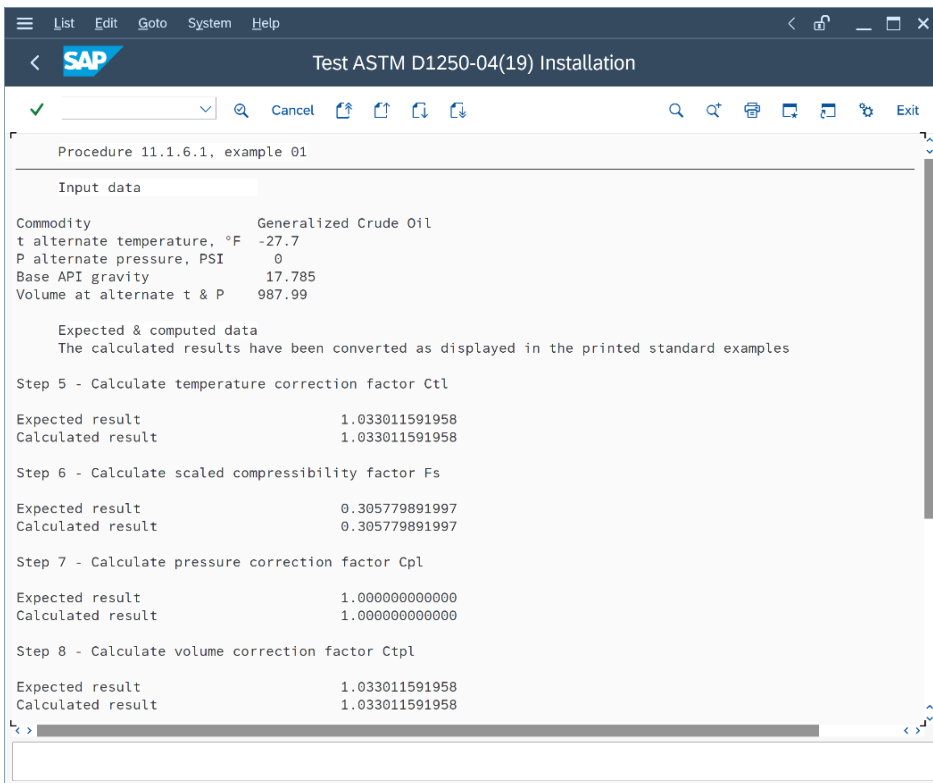 List Edit Goto System Help
SAP Test ASTM D1250-04(19) Installation
Cancel Exit
Procedure 11.1.6.1, example 01
Input data
Commodity Generalized Crude Oil
t alternate temperature, °F -27.7
P alternate pressure, PSI 0
Base API gravity 17.785
Volume at alternate t & P 987.99
Expected & computed data
The calculated results have been converted as displayed in the printed standard examples
Step 5 - Calculate temperature correction factor Ctl
Expected result 1.033011591958
Calculated result 1.033011591958
Step 6 - Calculate scaled compressibility factor Fs
Expected result 0.305779891997
Calculated result 0.305779891997
Step 7 - Calculate pressure correction factor Cpl
Expected result 1.000000000000
Calculated result 1.000000000000
Step 8 - Calculate volume correction factor Ctpl
Expected result 1.033011591958
Calculated result 1.033011591958